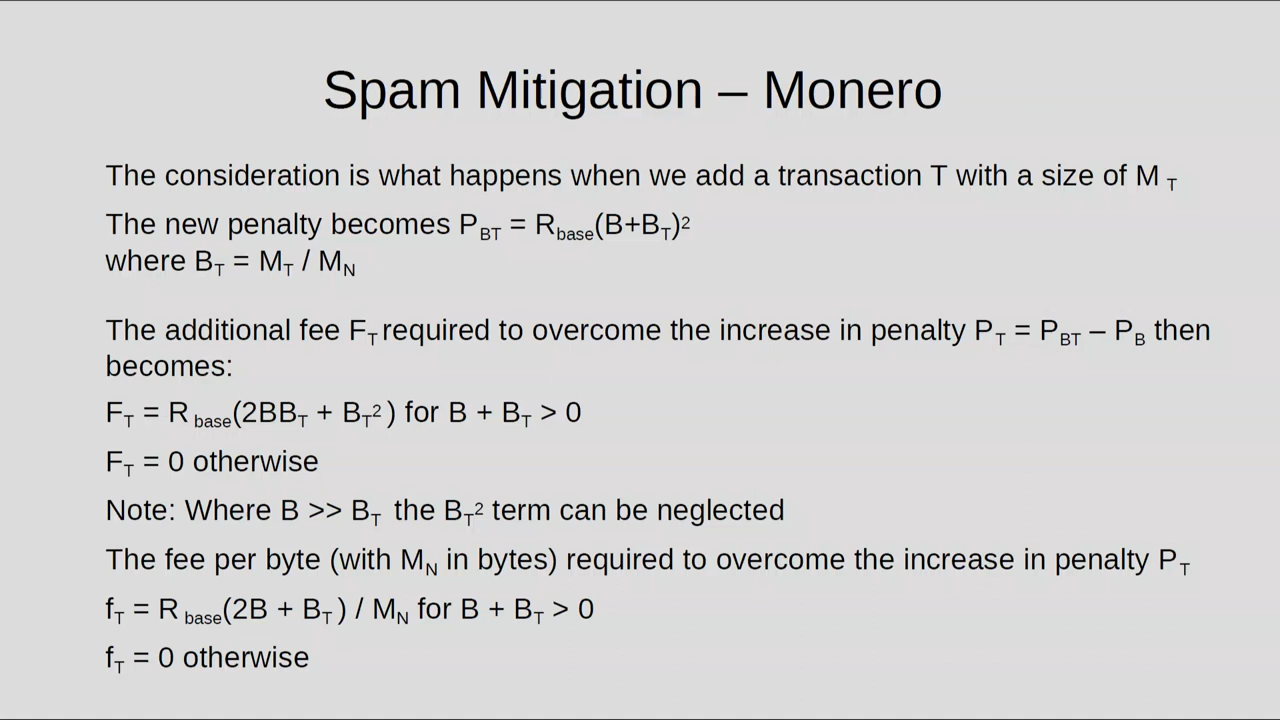 Spam Mitigation – Monero
The consideration is what happens when we add a transaction T with a size of M T
The new penalty becomes PBT = Rbase(B+BT)2
where BT = MT / MN
The additional fee FT required to overcome the increase in penalty PT = PBT – PB then
becomes:
FT = R base(2BBT + BT2 ) for B + BT > 0
FT = 0 otherwise
Note: Where B >> BT the BT2 term can be neglected
The fee per byte (with MN in bytes) required to overcome the increase in penalty PT
fT = R base(2B + BT ) / MN for B + BT > 0
fT = 0 otherwise